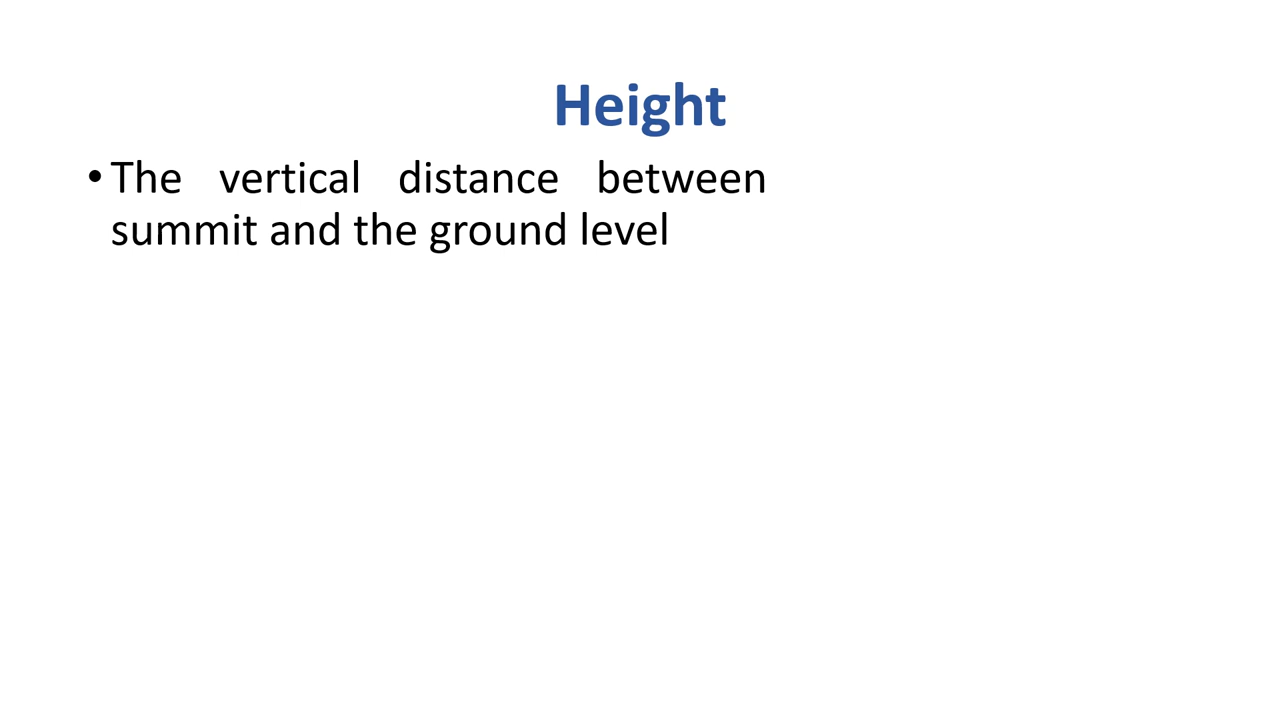 Height
• The vertical distance between
summit and the ground level